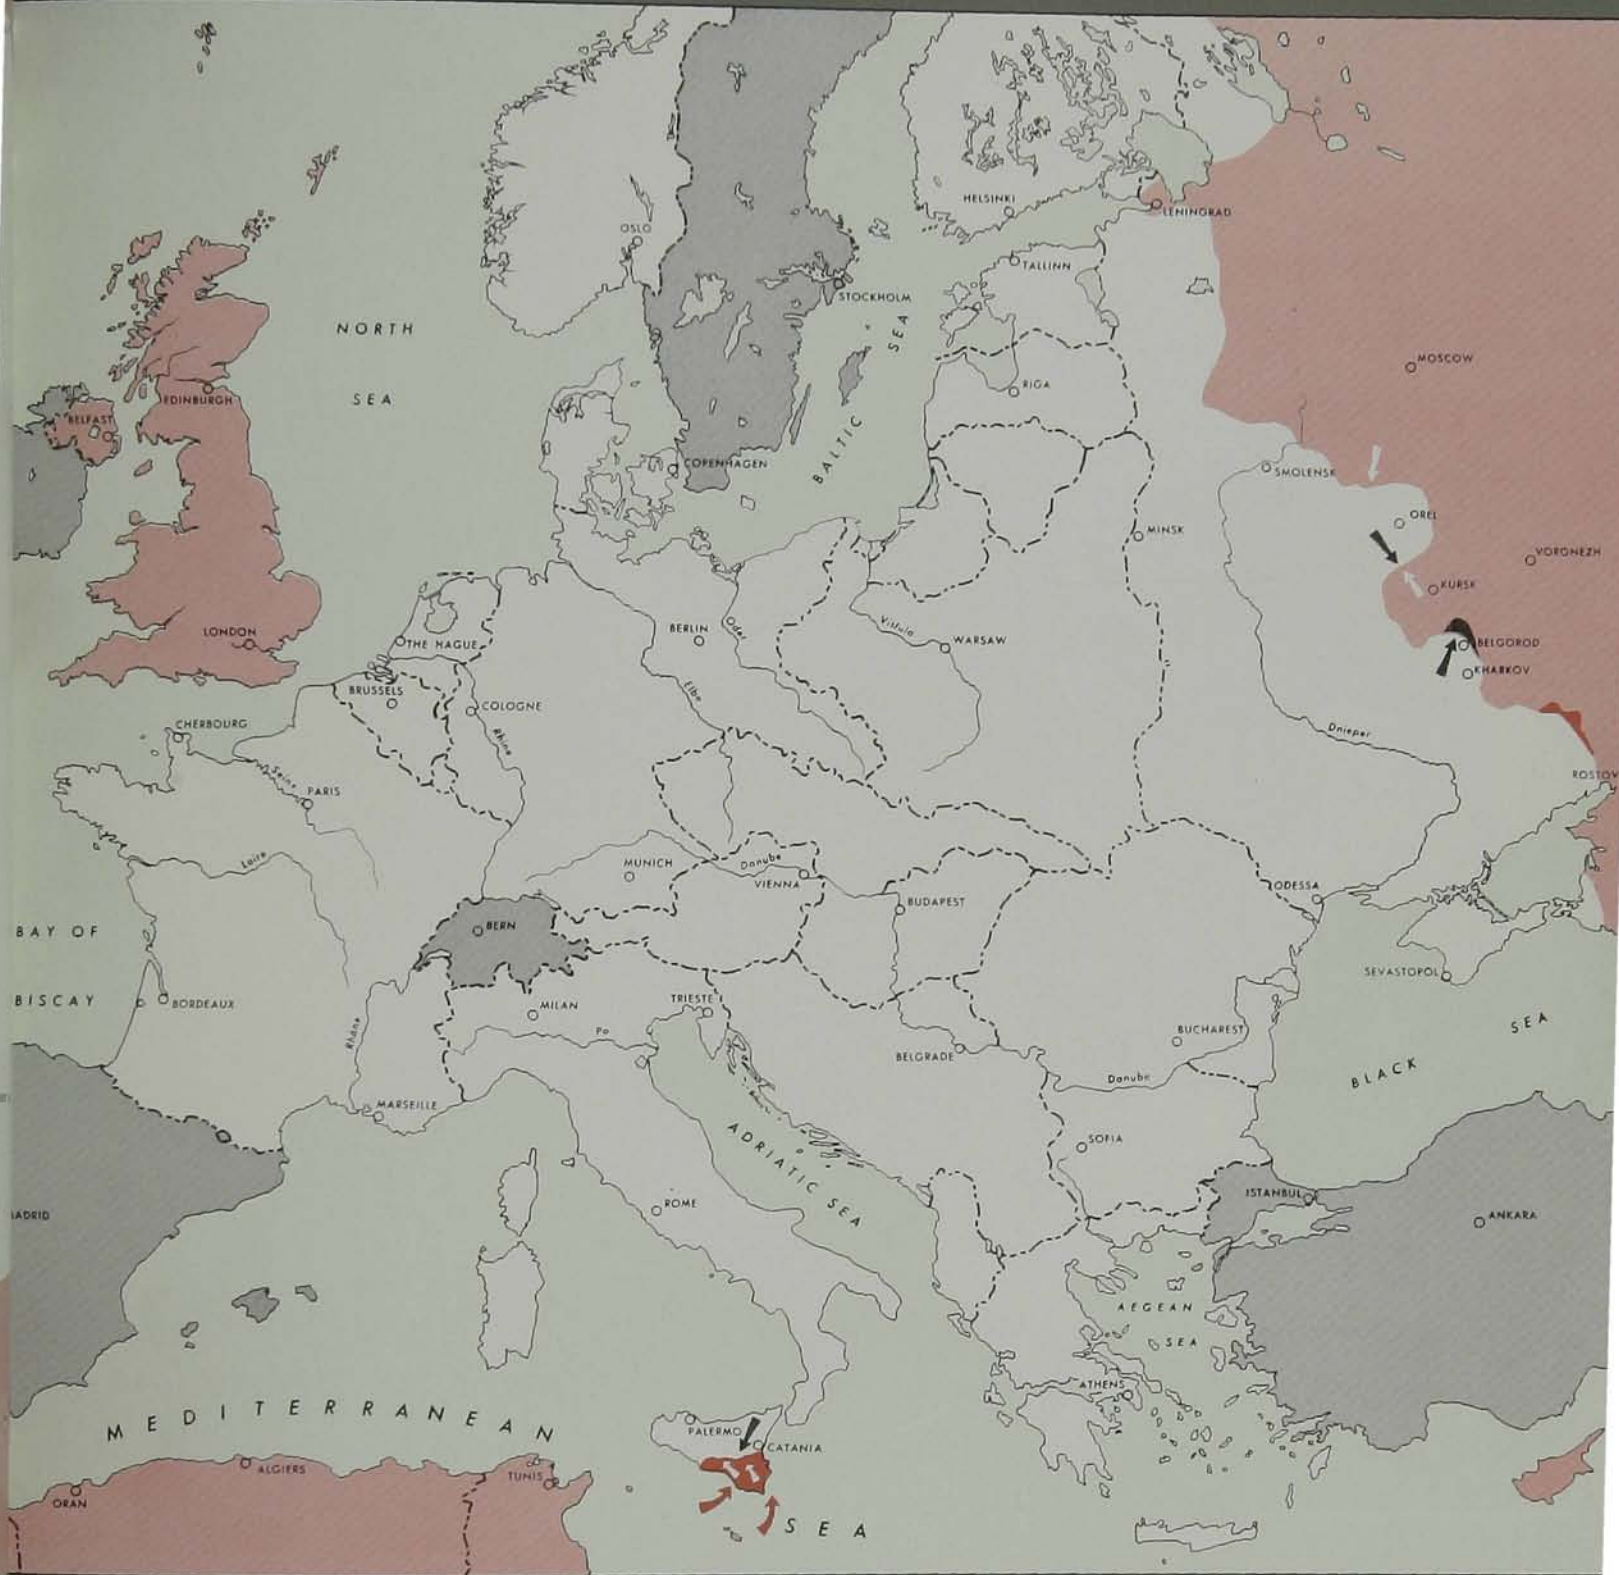 HELSINKI
LENINGRAD
OSLO
TALLINN
STOCKHOLM
NORTH
SEA
BALTIC SEA
MOSCOW
RIGA
EDINBURGH
BELFAST
COPENHAGEN
SMOLENSK
OREL
MINSK
VORONEZH
KURSK
LONDON
THE HAGUE
BERLIN
Oder
Vistula
WARSAW
BELGOROD
KHARKOV
BRUSSELS
COLOGNE
Elbe
Rhine
CHERBOURG
Dnieper
Seine
PARIS
ROSTOV
Loire
MUNICH
Danube
VIENNA
BUDAPEST
ODESSA
BAY OF
BISCAY
BERN
SEVASTOPOL
BORDEAUX
MILAN
TRIESTE
Po
Rhône
BELGRADE
BUCHAREST
BLACK SEA
Danube
MARSEILLE
ADRIATIC SEA
SOFIA
ISTANBUL
ANKARA
ADRID
ROME
AEGEAN
SEA
ATHENS
MEDITERRANEAN
SEA
PALERMO
CATANIA
ALGIERS
TUNIS
ORAN